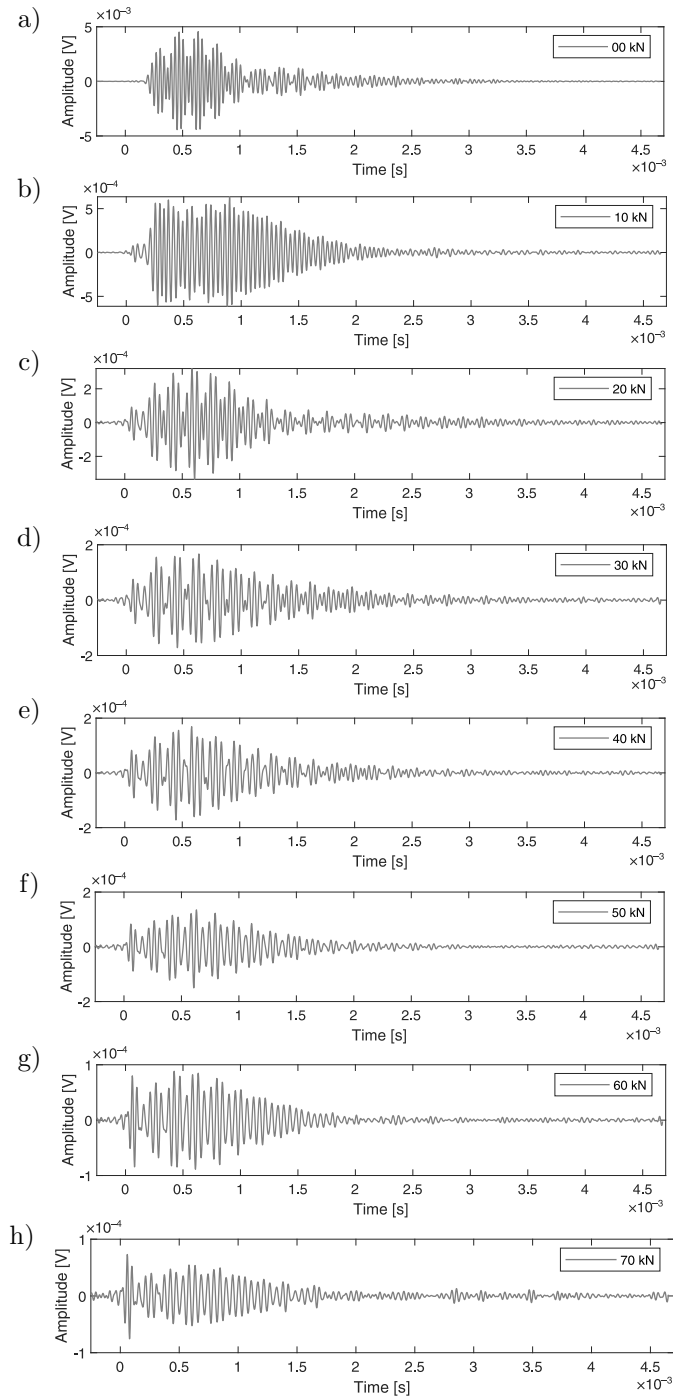 a)
×10⁻³
5
0
-5
Amplitude [V]
00 kN
0 0.5 1 1.5 2 2.5 3 3.5 4 4.5
Time [s]
×10⁻³
b)
×10⁻⁴
5
0
-5
Amplitude [V]
10 kN
0 0.5 1 1.5 2 2.5 3 3.5 4 4.5
Time [s]
×10⁻³
c)
×10⁻⁴
2
0
-2
Amplitude [V]
20 kN
0 0.5 1 1.5 2 2.5 3 3.5 4 4.5
Time [s]
×10⁻³
d)
×10⁻⁴
2
0
-2
Amplitude [V]
30 kN
0 0.5 1 1.5 2 2.5 3 3.5 4 4.5
Time [s]
×10⁻³
e)
×10⁻⁴
2
0
-2
Amplitude [V]
40 kN
0 0.5 1 1.5 2 2.5 3 3.5 4 4.5
Time [s]
×10⁻³
f)
×10⁻⁴
2
0
-2
Amplitude [V]
50 kN
0 0.5 1 1.5 2 2.5 3 3.5 4 4.5
Time [s]
×10⁻³
g)
×10⁻⁴
1
0
-1
Amplitude [V]
60 kN
0 0.5 1 1.5 2 2.5 3 3.5 4 4.5
Time [s]
×10⁻³
h)
×10⁻⁴
1
0
-1
Amplitude [V]
70 kN
0 0.5 1 1.5 2 2.5 3 3.5 4 4.5
Time [s]
×10⁻³